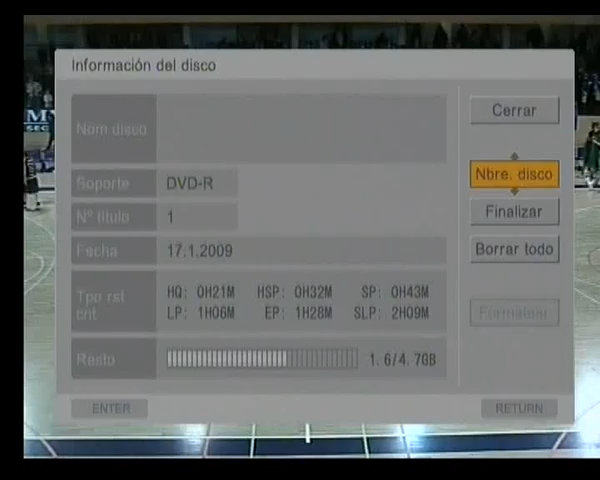 Información del disco
Nom disco
Cerrar
Nbre. disco
Soporte
DVD-R
Nº título
1
Finalizar
Fecha
17.1.2009
Borrar todo
Tpo rst
cnt
HQ: 0H21M HSP: 0H32M SP: 0H43M
LP: 1H06M EP: 1H28M SLP: 2H09M
Formatear
Resto
1.6/4.7GB
ENTER
RETURN
M
SEC